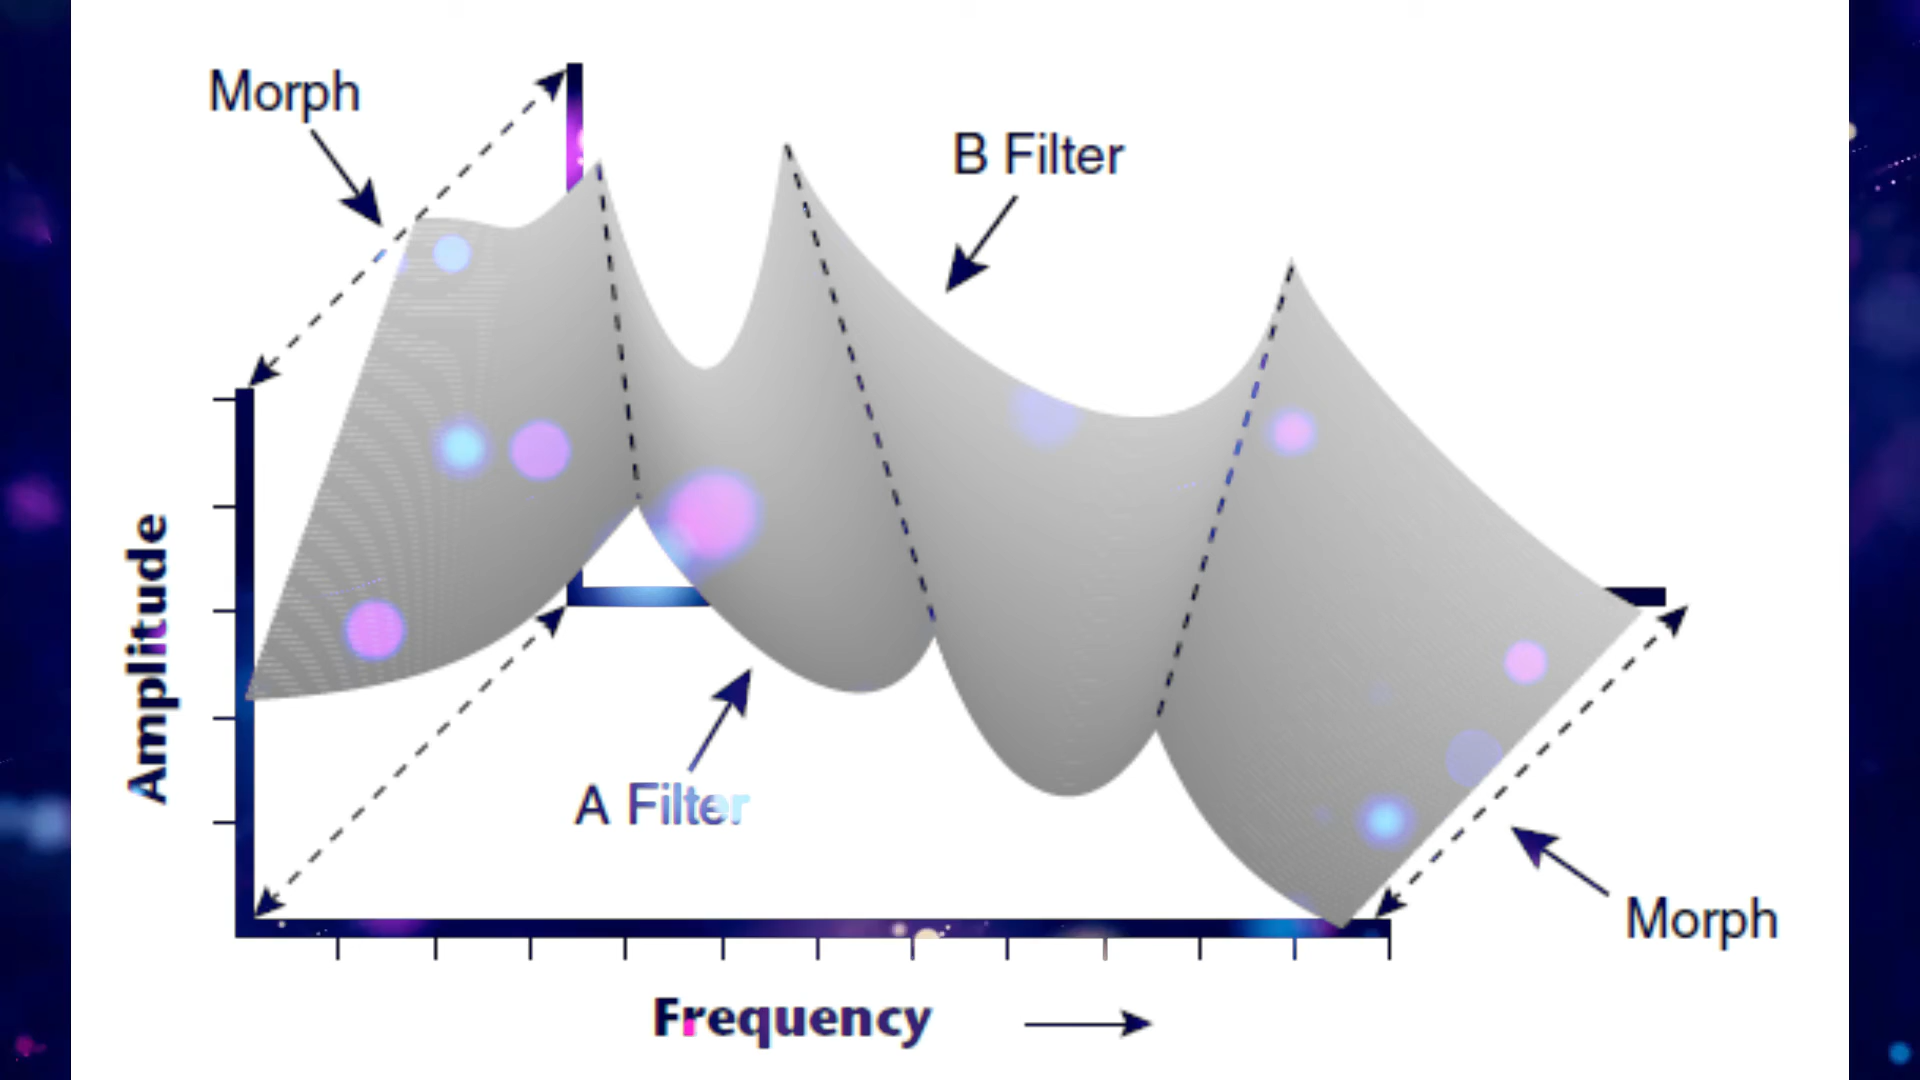 Morph
B Filter
Amplitude
A Filter
Morph
Frequency